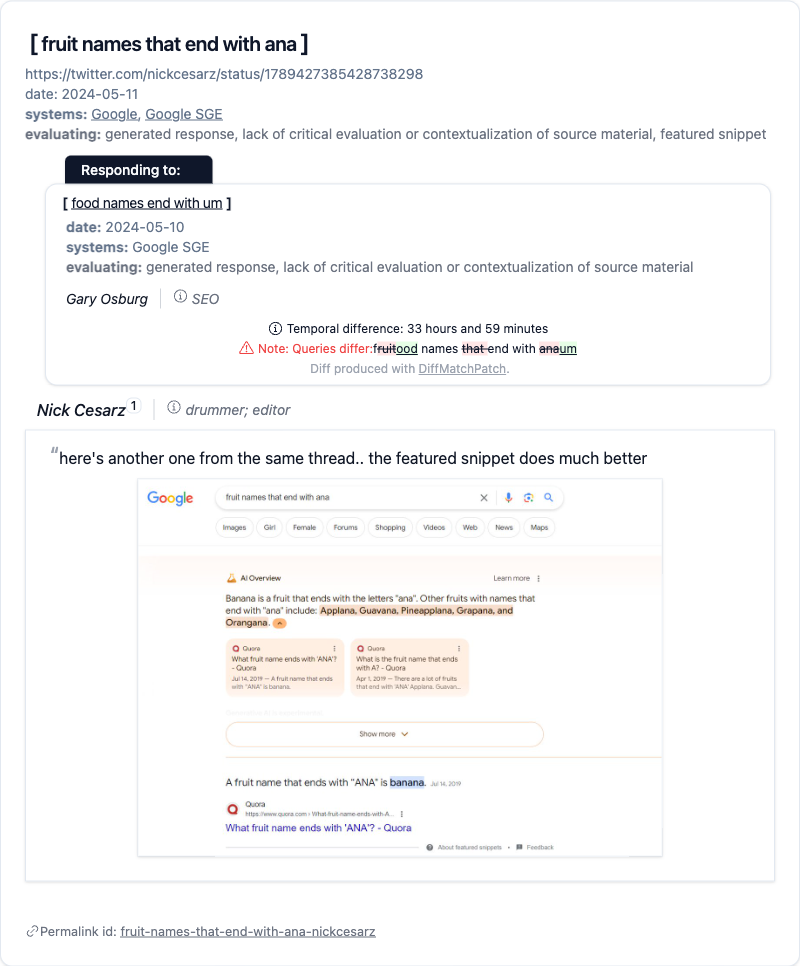 [ fruit names that end with ana ]
https://twitter.com/nickcesarz/status/1789427385428738298
date: 2024-05-11
systems: Google, Google SGE
evaluating: generated response, lack of critical evaluation or contextualization of source material, featured snippet
Responding to:
[ food names end with um ]
date: 2024-05-10
systems: Google SGE
evaluating: generated response, lack of critical evaluation or contextualization of source material
Gary Osburg SEO
Temporal difference: 33 hours and 59 minutes
Note: Queries differ:fruitood names that end with anaum
Diff produced with DiffMatchPatch.
Nick Cesarz1 drummer; editor
“here's another one from the same thread.. the featured snippet does much better
Google fruit names that end with ana
Images Girl Female Forums Shopping Videos Web News Maps
AI Overview Learn more
Banana is a fruit that ends with the letters "ana". Other fruits with names that
end with "ana" include: Applana, Guavana, Pineapplana, Grapana, and
Orangana.
Quora Quora
What fruit name ends with 'ANA'? What is the fruit name that ends
- Quora with A? - Quora
Jul 14, 2019 — A fruit name that ends Apr 1, 2019 — There are a lot of fruits
with "ANA" is banana. that end with 'ANA' Applana. Guavan...
Show more
A fruit name that ends with "ANA" is banana. Jul 14, 2019
Quora
https://www.quora.com › What-fruit-name-ends-with-A...
What fruit name ends with 'ANA'? - Quora
About featured snippets • Feedback
Permalink id: fruit-names-that-end-with-ana-nickcesarz